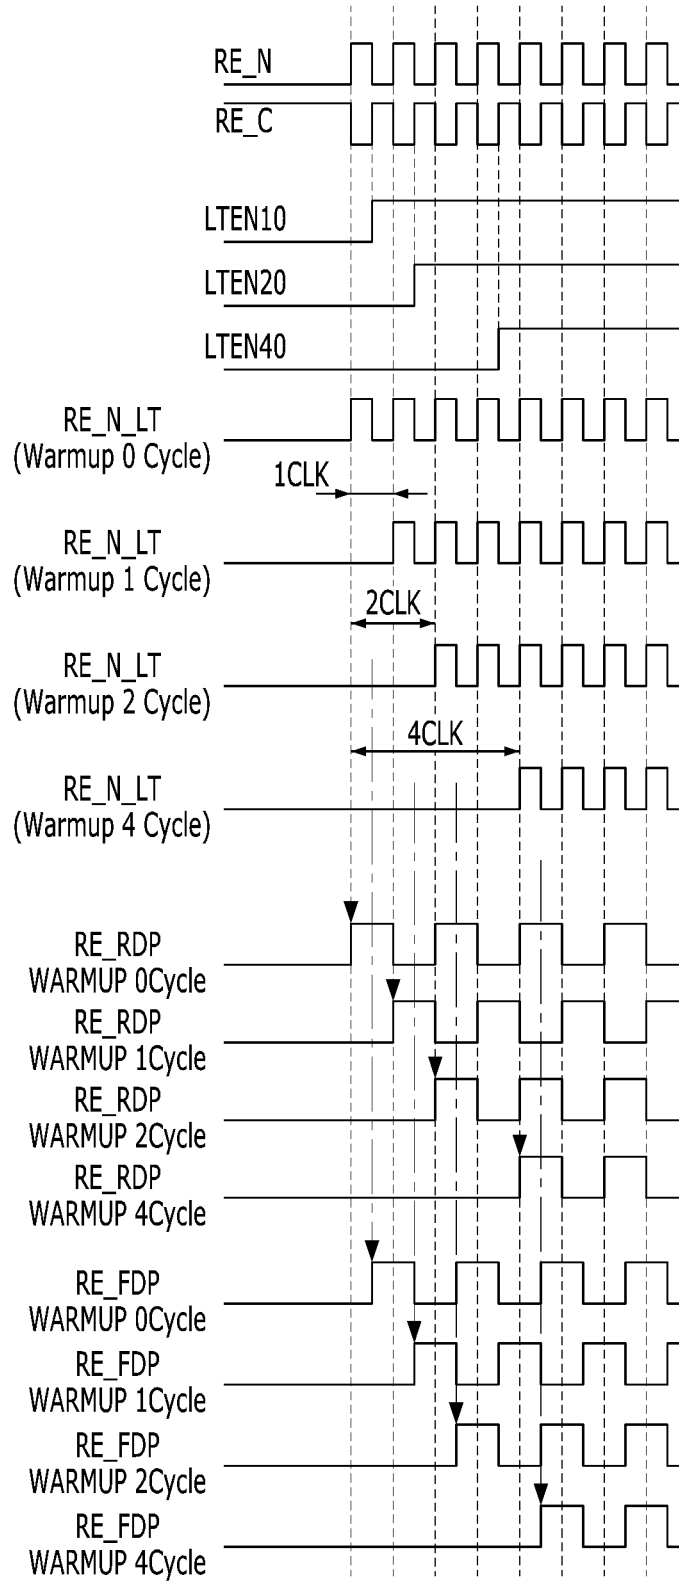 RE_N
RE_C
LTEN10
LTEN20
LTEN40
RE_N_LT
(Warmup 0 Cycle)
1CLK
RE_N_LT
(Warmup 1 Cycle)
2CLK
RE_N_LT
(Warmup 2 Cycle)
4CLK
RE_N_LT
(Warmup 4 Cycle)
RE_RDP
WARMUP 0Cycle
RE_RDP
WARMUP 1Cycle
RE_RDP
WARMUP 2Cycle
RE_RDP
WARMUP 4Cycle
RE_FDP
WARMUP 0Cycle
RE_FDP
WARMUP 1Cycle
RE_FDP
WARMUP 2Cycle
RE_FDP
WARMUP 4Cycle